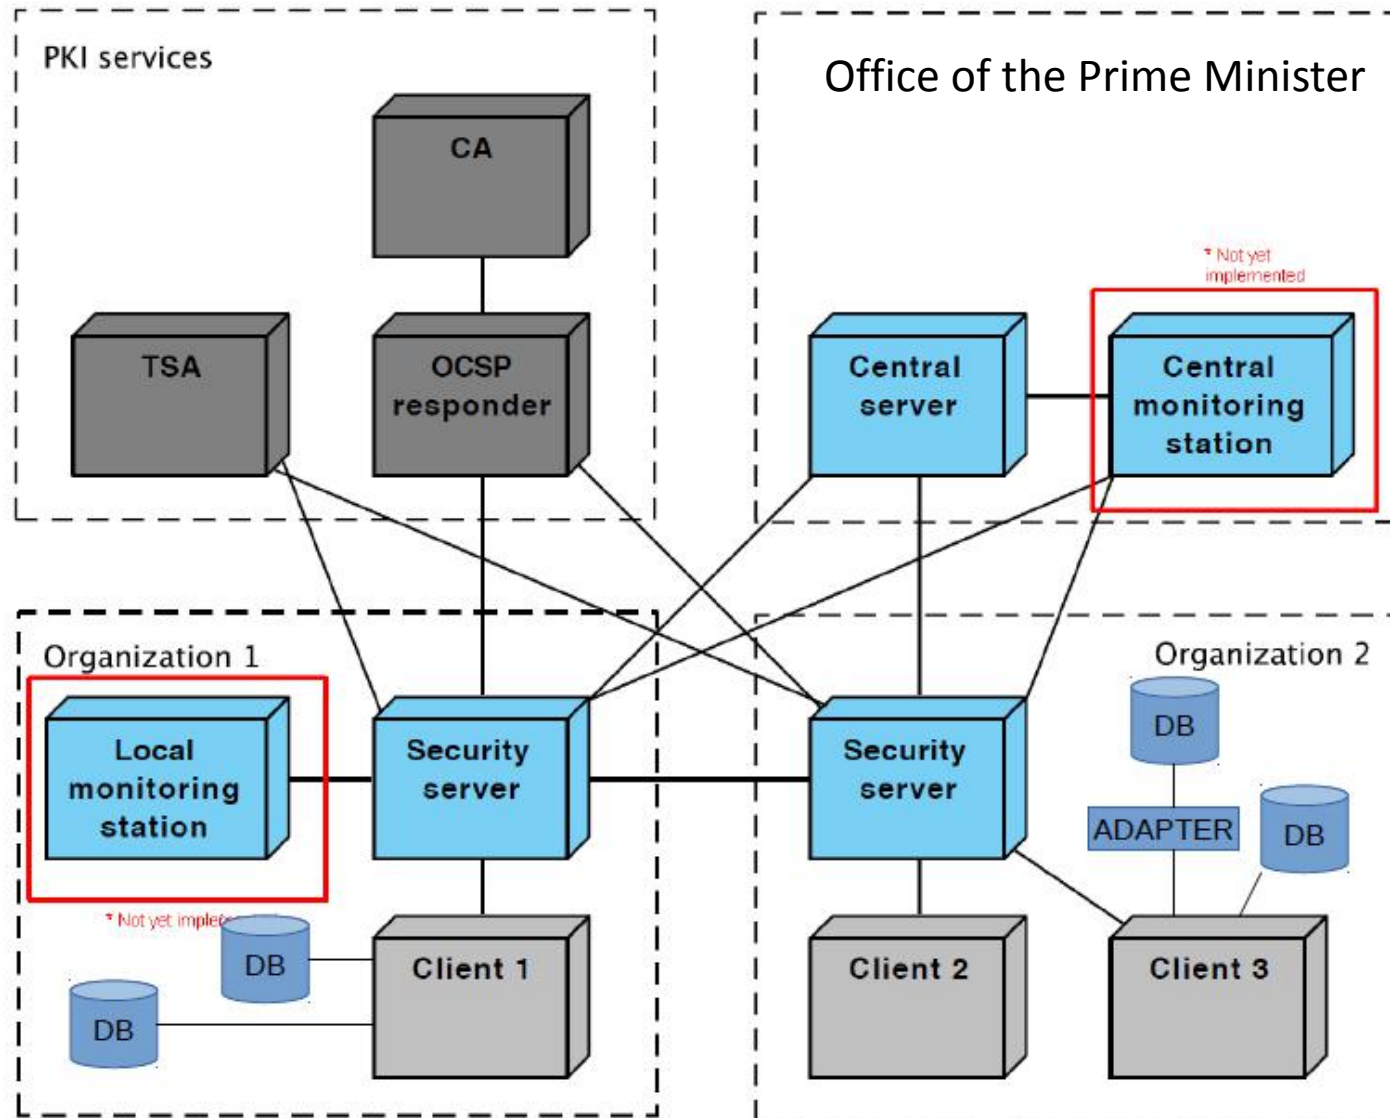 PKI services
Office of the Prime Minister
CA
* Not yet
implemented
TSA
OCSP
responder
Central
server
Central
monitoring
station
Organization 1
Organization 2
Local
monitoring
station
Security
server
Security
server
DB
ADAPTER
DB
* Not yet
DB
DB
Client 1
Client 2
Client 3